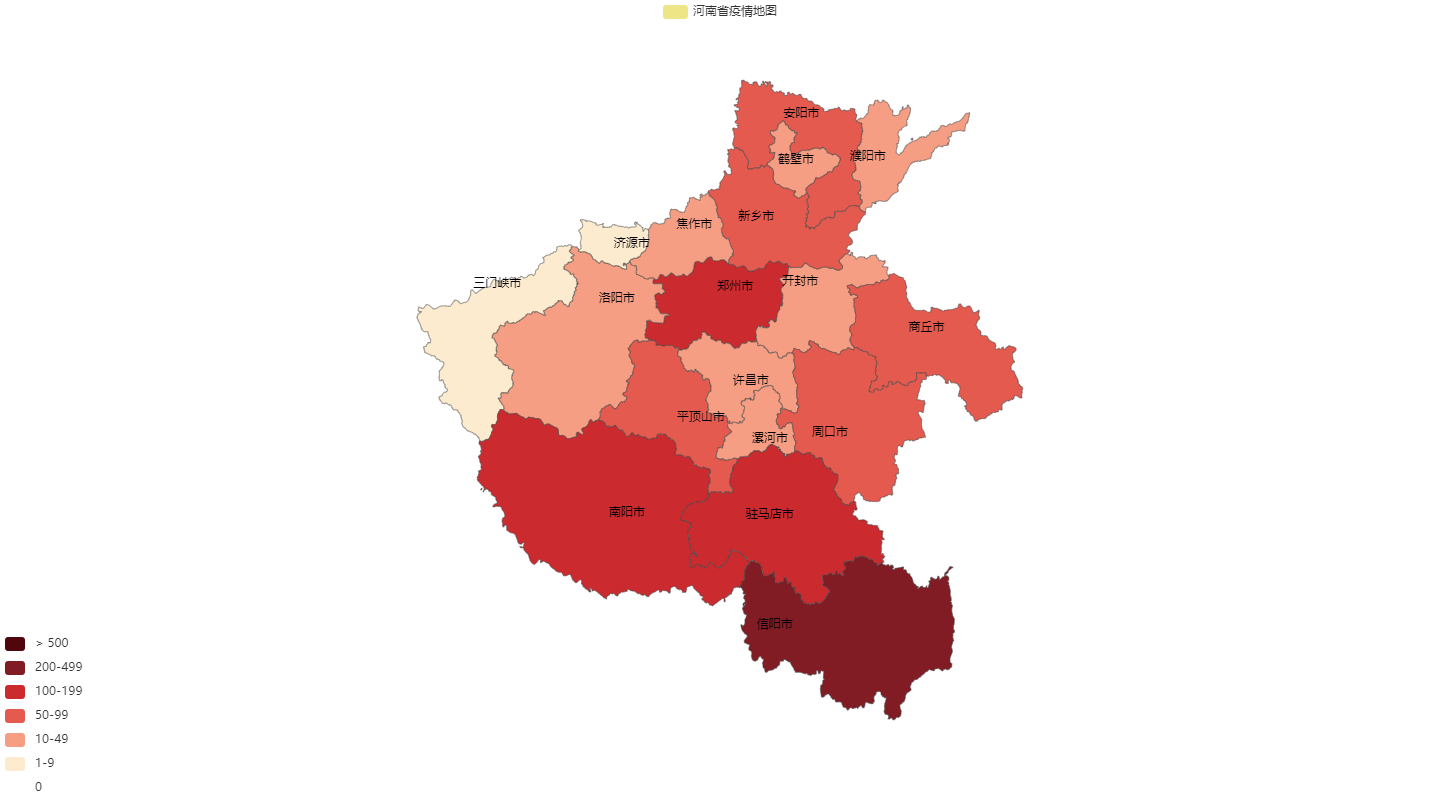 河南省疫情地图
安阳市
鹤壁市
濮阳市
新乡市
焦作市
济源市
三门峡市
洛阳市
郑州市
开封市
商丘市
许昌市
平顶山市
漯河市
周口市
南阳市
驻马店市
信阳市
> 500
200-499
100-199
50-99
10-49
1-9
0